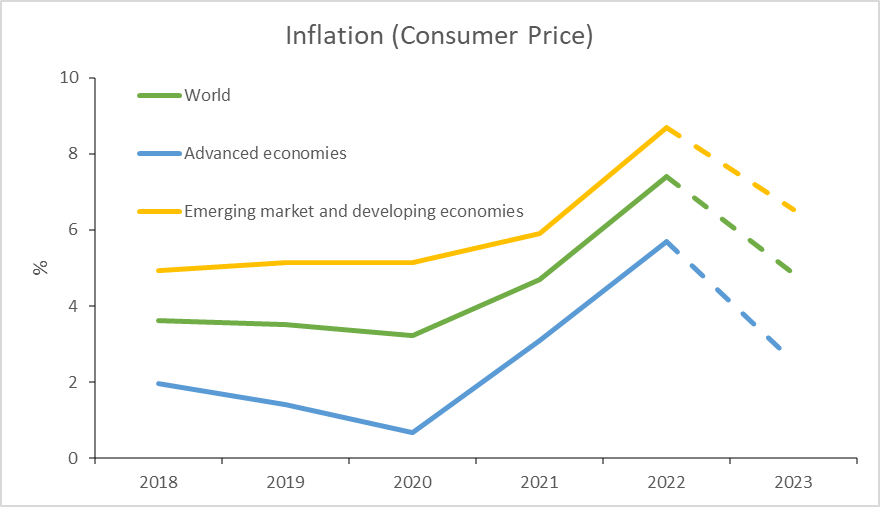 Inflation (Consumer Price)
10
World
Advanced economies
8
Emerging market and developing economies
6
%
4
2
0
2018 2019 2020 2021 2022 2023